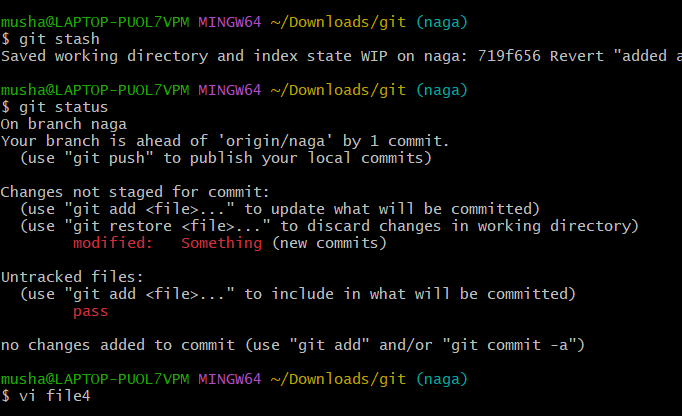 musha@LAPTOP-PUOL7VPM MINGW64 ~/Downloads/git (naga)
$ git stash
Saved working directory and index state WIP on naga: 719f656 Revert "added a
musha@LAPTOP-PUOL7VPM MINGW64 ~/Downloads/git (naga)
$ git status
On branch naga
Your branch is ahead of 'origin/naga' by 1 commit.
  (use "git push" to publish your local commits)
Changes not staged for commit:
  (use "git add <file>..." to update what will be committed)
  (use "git restore <file>..." to discard changes in working directory)
        modified:   Something (new commits)
Untracked files:
  (use "git add <file>..." to include in what will be committed)
        pass
no changes added to commit (use "git add" and/or "git commit -a")
musha@LAPTOP-PUOL7VPM MINGW64 ~/Downloads/git (naga)
$ vi file4